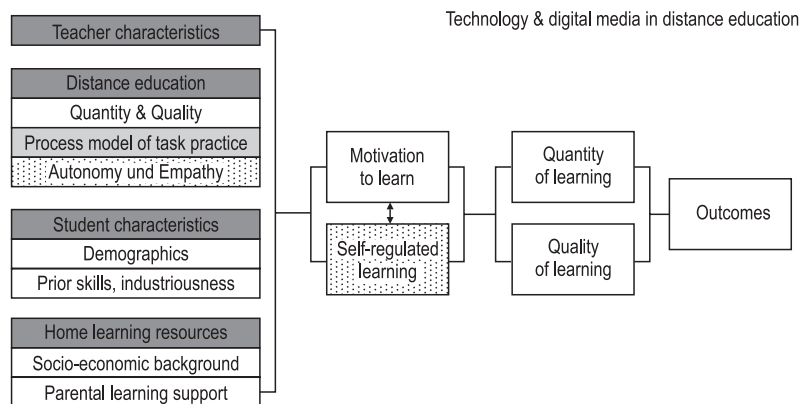 Technology & digital media in distance education
Teacher characteristics
Distance education
Quantity & Quality
Process model of task practice
Autonomy und Empathy
Student characteristics
Demographics
Prior skills, industriousness
Home learning resources
Socio-economic background
Parental learning support
Motivation
to learn
Self-regulated
learning
Quantity
of learning
Quality
of learning
Outcomes